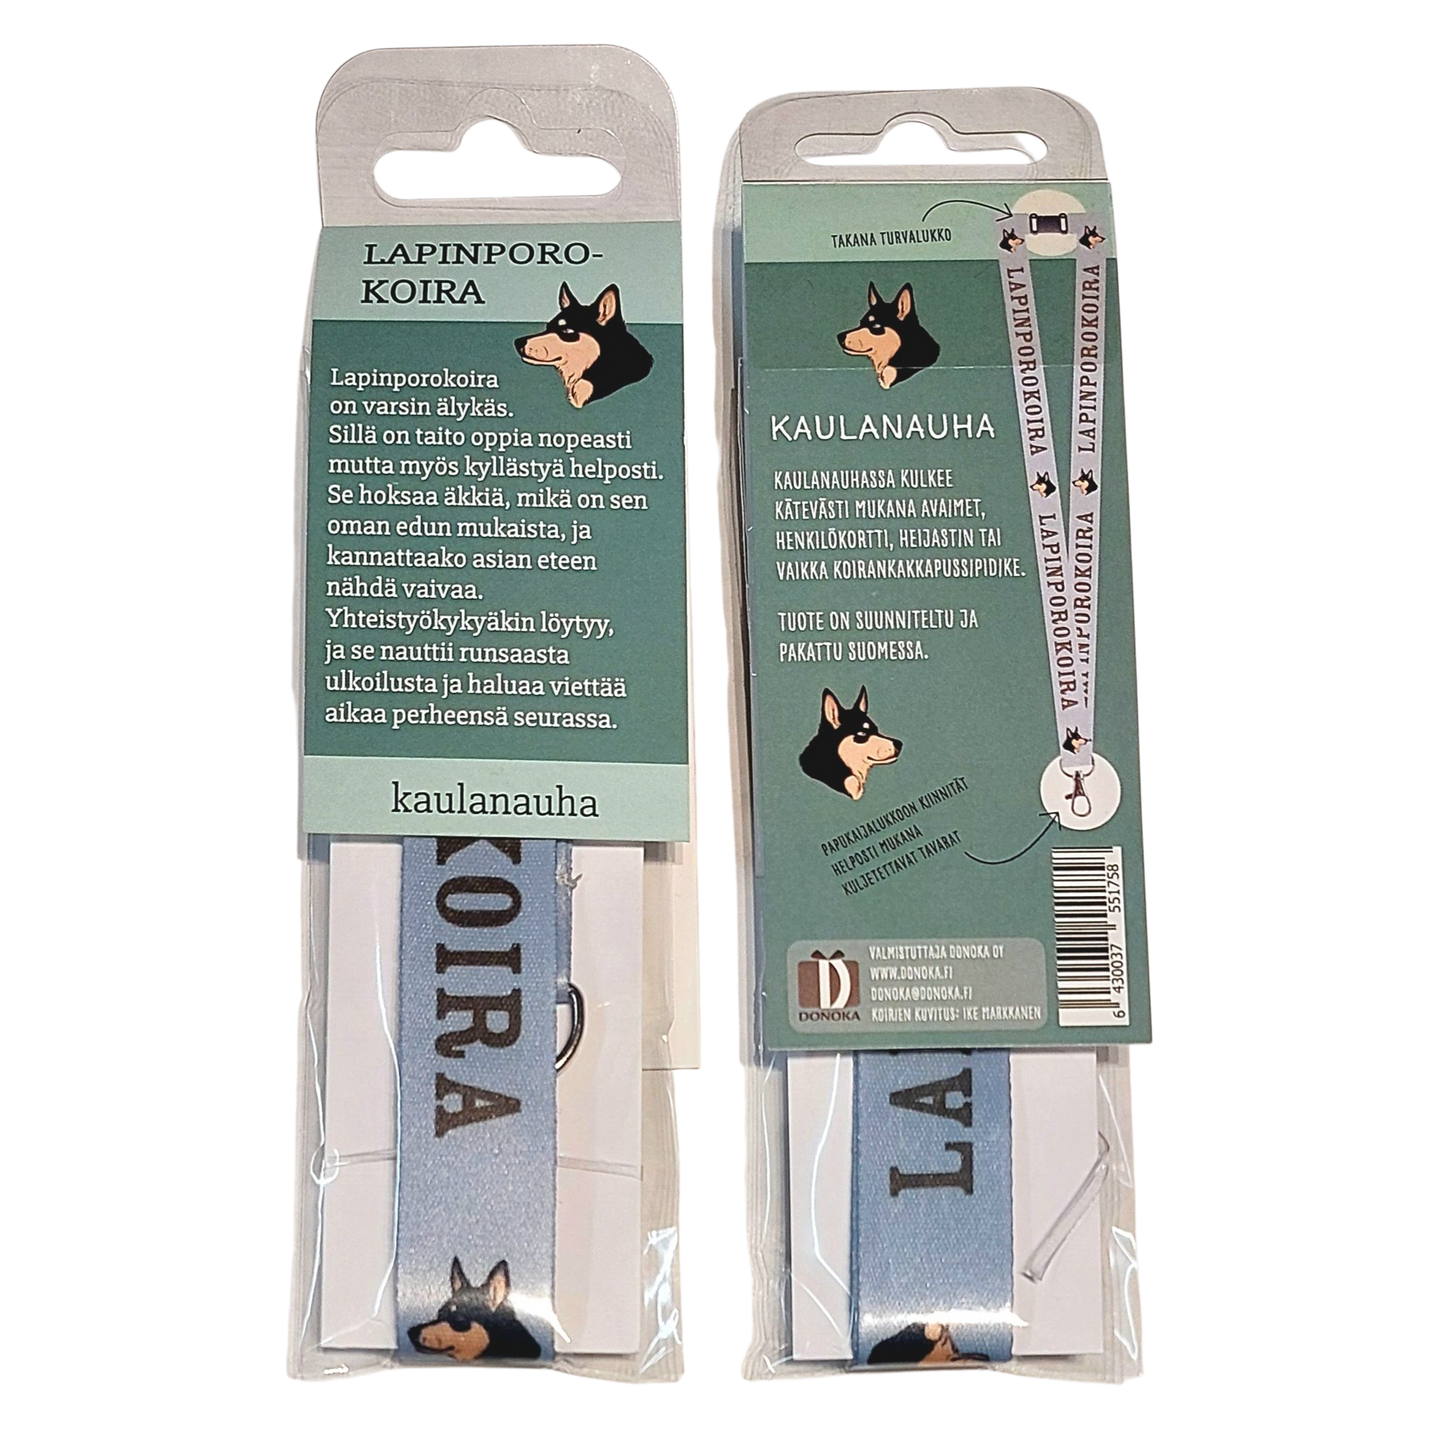 LAPINPORO-
KOIRA
Lapinporokoira
on varsin älykäs.
Sillä on taito oppia nopeasti
mutta myös kyllästyä helposti.
Se hoksaa äkkiä, mikä on sen
oman edun mukaista, ja
kannattaako asian eteen
nähdä vaivaa.
Yhteistyökykyäkin löytyy,
ja se nauttii runsaasta
ulkoilusta ja haluaa viettää
aikaa perheensä seurassa.
kaulanauha
KOIRA
TAKANA TURVALUKKO
KAULANAUHA
KAULANAUHASSA KULKEE
KÄTEVÄSTI MUKANA AVAIMET,
HENKILÖKORTTI, HEIJASTIN TAI
VAIKKA KOIRANKAKKAPUSSIPIDIKE.
TUOTE ON SUUNNITELTU JA
PAKATTU SUOMESSA.
LAPINPOROKOIRA
LAPINPOROKOIRA
LAPINPOROKOIRA
POROKOIRA
PAPUKAIJALUKKOON KIINNITÄT
HELPOSTI MUKANA
KULJETETTAVAT TAVARAT
D
DONOKA
VALMISTUTTAJA DONOKA OY
WWW.DONOKA.FI
DONOKA@DONOKA.FI
KOIRIEN KUVITUS: IKE MARKKANEN
6 430037 551758
LA